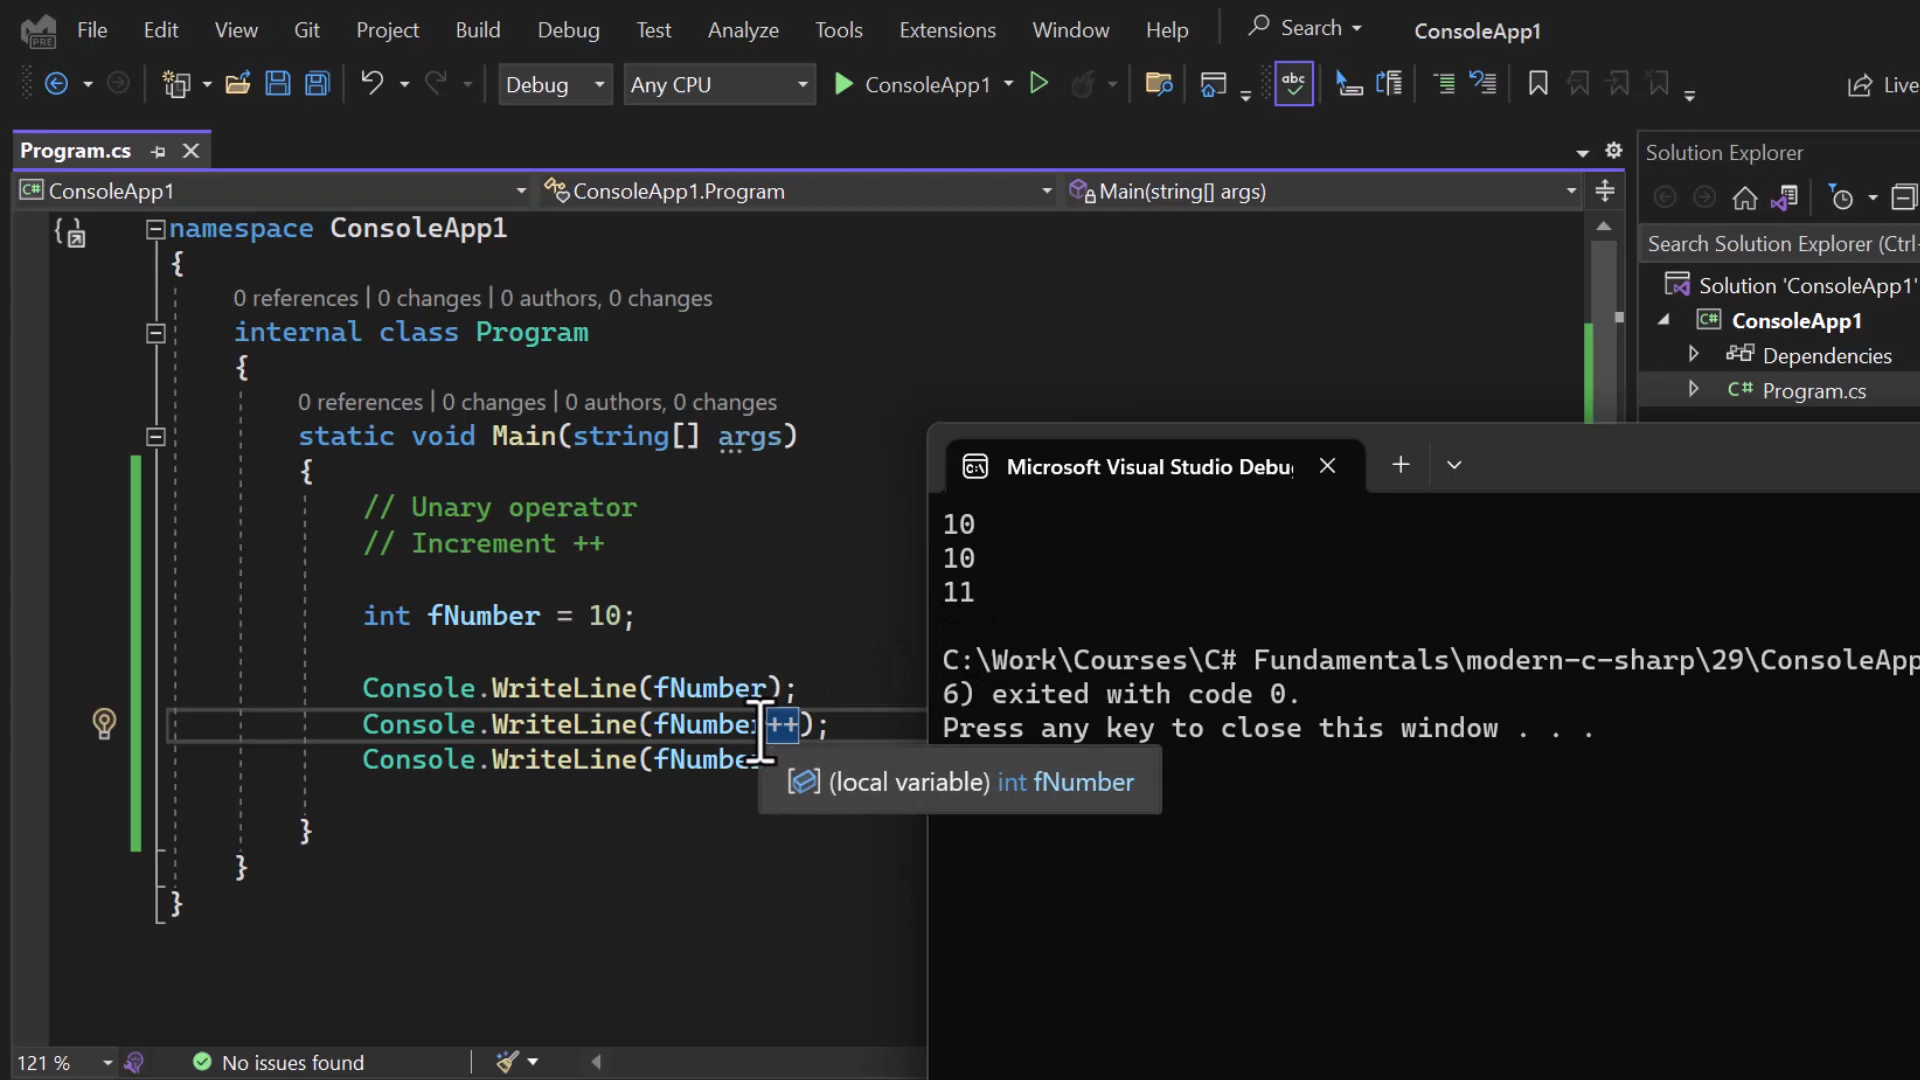 File Edit View Git Project Build Debug Test Analyze Tools Extensions Window Help Search ConsoleApp1
PRE
Debug Any CPU ConsoleApp1 abc Live
Program.cs
Solution Explorer
C# ConsoleApp1 ConsoleApp1.Program Main(string[] args)
namespace ConsoleApp1
{
0 references | 0 changes | 0 authors, 0 changes
internal class Program
{
0 references | 0 changes | 0 authors, 0 changes
static void Main(string[] args)
{
// Unary operator
// Increment ++
int fNumber = 10;
Console.WriteLine(fNumber);
Console.WriteLine(fNumber++);
Console.WriteLine(fNumber
(local variable) int fNumber
}
}
}
Search Solution Explorer (Ctrl+
Solution 'ConsoleApp1'
C# ConsoleApp1
Dependencies
C# Program.cs
Microsoft Visual Studio Debu
10
10
11
C:\Work\Courses\C# Fundamentals\modern-c-sharp\29\ConsoleApp
6) exited with code 0.
Press any key to close this window . . .
121 % No issues found